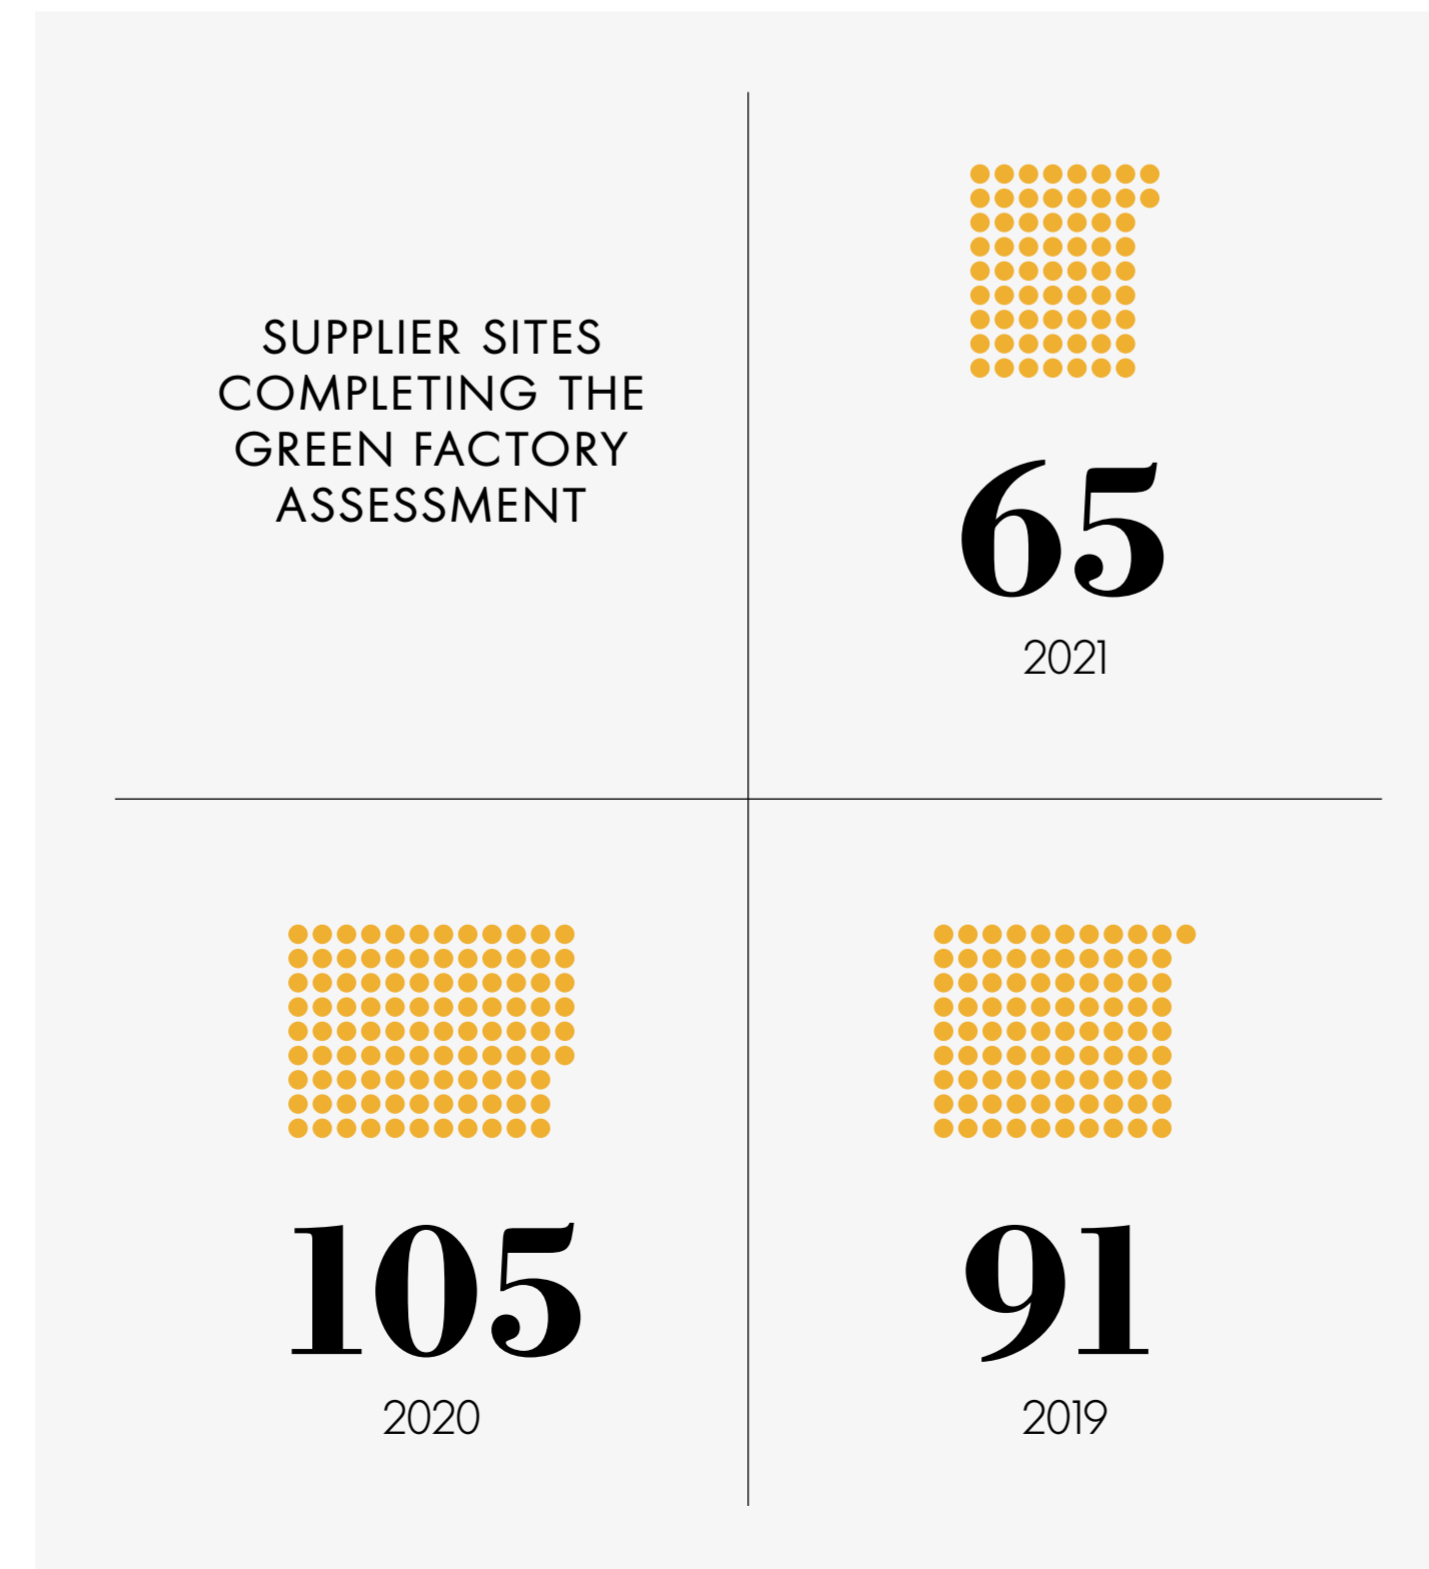 SUPPLIER SITES
COMPLETING THE
GREEN FACTORY
ASSESSMENT
65
2021
105
2020
91
2019